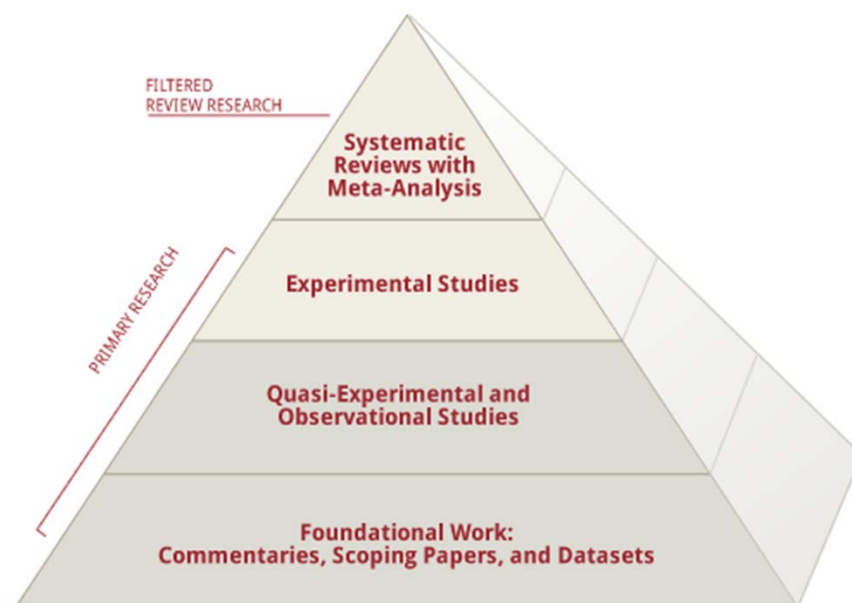 FILTERED
REVIEW RESEARCH
Systematic
Reviews with
Meta-Analysis
PRIMARY RESEARCH
Experimental Studies
Quasi-Experimental and
Observational Studies
Foundational Work:
Commentaries, Scoping Papers, and Datasets